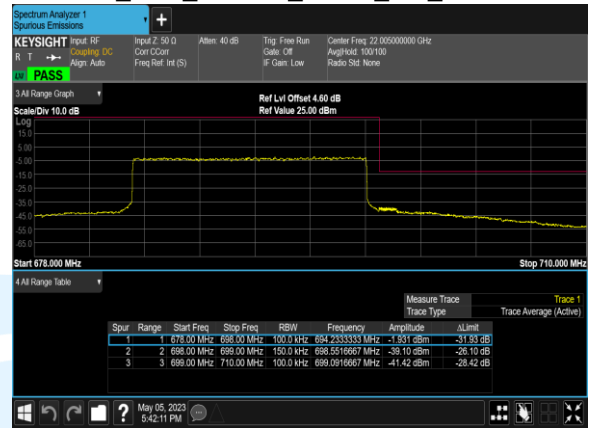 Spectrum Analyzer 1
Spurious Emissions
KEYSIGHT Input: RF Input Z: 50 Ω Atten: 40 dB Trig: Free Run Center Freq: 22.005000000 GHz
R T Coupling: DC Corr CCorr Gate: Off Avg|Hold: 100/100
Align: Auto Freq Ref: Int (S) IF Gain: Low Radio Std: None
PASS
3 All Range Graph
Ref Lvl Offset 4.60 dB
Scale/Div 10.0 dB Ref Value 25.00 dBm
Log
15.0
5.00
-5.00
-15.0
-25.0
-35.0
-45.0
-55.0
-65.0
Start 678.000 MHz Stop 710.000 MHz
4 All Range Table
Measure Trace Trace 1
Trace Type Trace Average (Active)
Spur Range Start Freq Stop Freq RBW Frequency Amplitude ΔLimit
1 1 678.00 MHz 698.00 MHz 100.0 kHz 694.2333333 MHz -1.931 dBm -31.93 dB
2 2 698.00 MHz 699.00 MHz 150.0 kHz 698.5516667 MHz -39.10 dBm -26.10 dB
3 3 699.00 MHz 710.00 MHz 100.0 kHz 699.0916667 MHz -41.42 dBm -28.42 dB
? May 05, 2023
5:42:11 PM